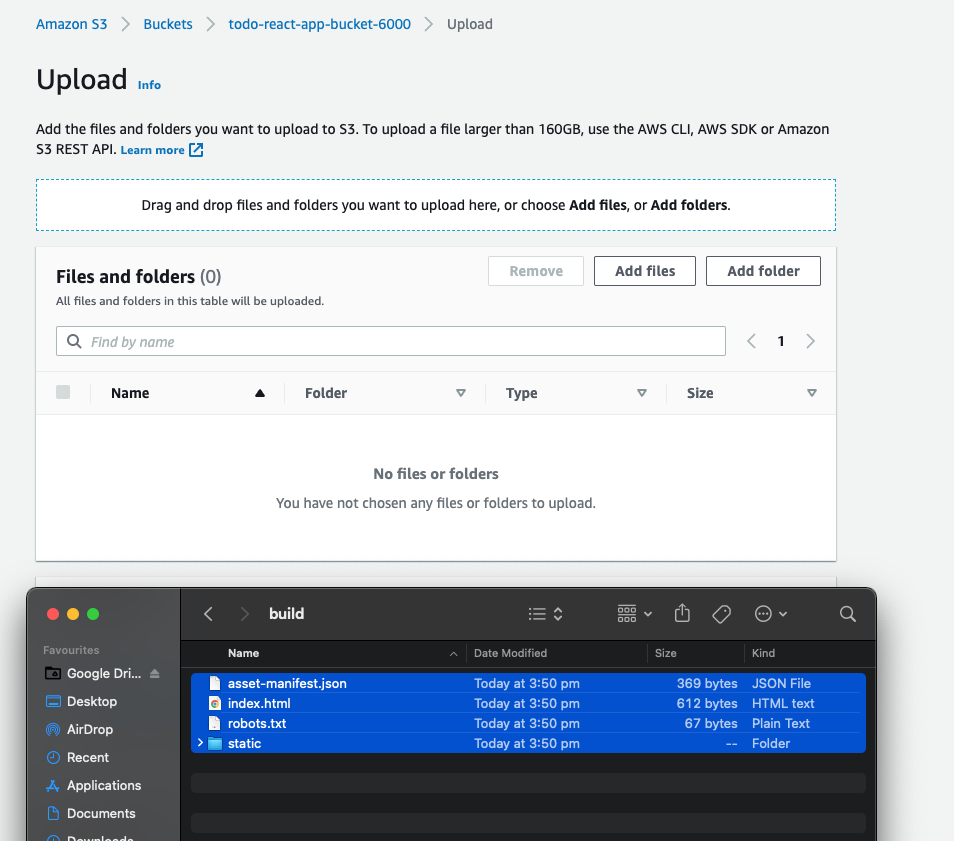 Amazon S3 > Buckets > todo-react-app-bucket-6000 > Upload
Upload Info
Add the files and folders you want to upload to S3. To upload a file larger than 160GB, use the AWS CLI, AWS SDK or Amazon
S3 REST API. Learn more
Drag and drop files and folders you want to upload here, or choose Add files, or Add folders.
Files and folders (0)
Remove Add files Add folder
All files and folders in this table will be uploaded.
Find by name
1
Name Folder Type Size
No files or folders
You have not chosen any files or folders to upload.
build
Favourites
Google Dri...
Desktop
AirDrop
Recent
Applications
Documents
Downloads
Name Date Modified Size Kind
asset-manifest.json Today at 3:50 pm 369 bytes JSON File
index.html Today at 3:50 pm 612 bytes HTML text
robots.txt Today at 3:50 pm 67 bytes Plain Text
static Today at 3:50 pm -- Folder